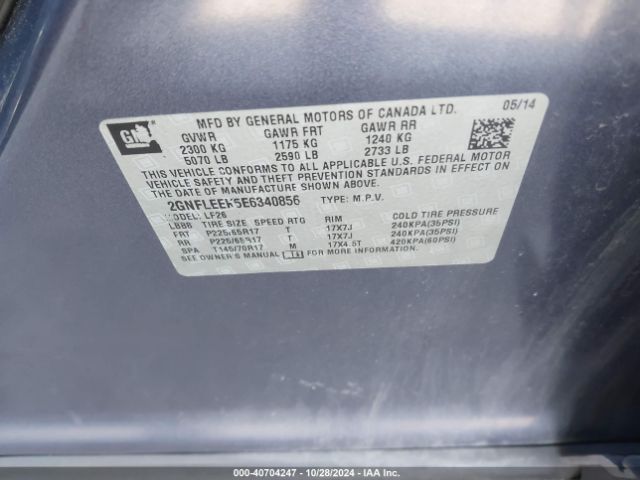 GM
MFD BY GENERAL MOTORS OF CANADA LTD. 05/14
GVWR GAWR FRT GAWR RR
2300 KG 1175 KG 1240 KG
5070 LB 2590 LB 2733 LB
THIS VEHICLE CONFORMS TO ALL APPLICABLE U.S. FEDERAL MOTOR
VEHICLE SAFETY AND THEFT PREVENTION STANDARDS IN EFFECT ON
THE DATE OF MANUFACTURE SHOWN ABOVE.
2GNFLEEK5E6340856 TYPE: M.P.V.
MODEL: LF26
TIRE SIZE SPEED RTG RIM COLD TIRE PRESSURE
FRT P225/65R17 T 17X7J 240KPA(35PSI)
RR P225/65R17 T 17X7J 240KPA(35PSI)
SPA T145/70R17 M 17X4.5T 420KPA(60PSI)
SEE OWNER'S MANUAL FOR MORE INFORMATION.
000-40704247 | 10/28/2024 | IAA, Inc. |